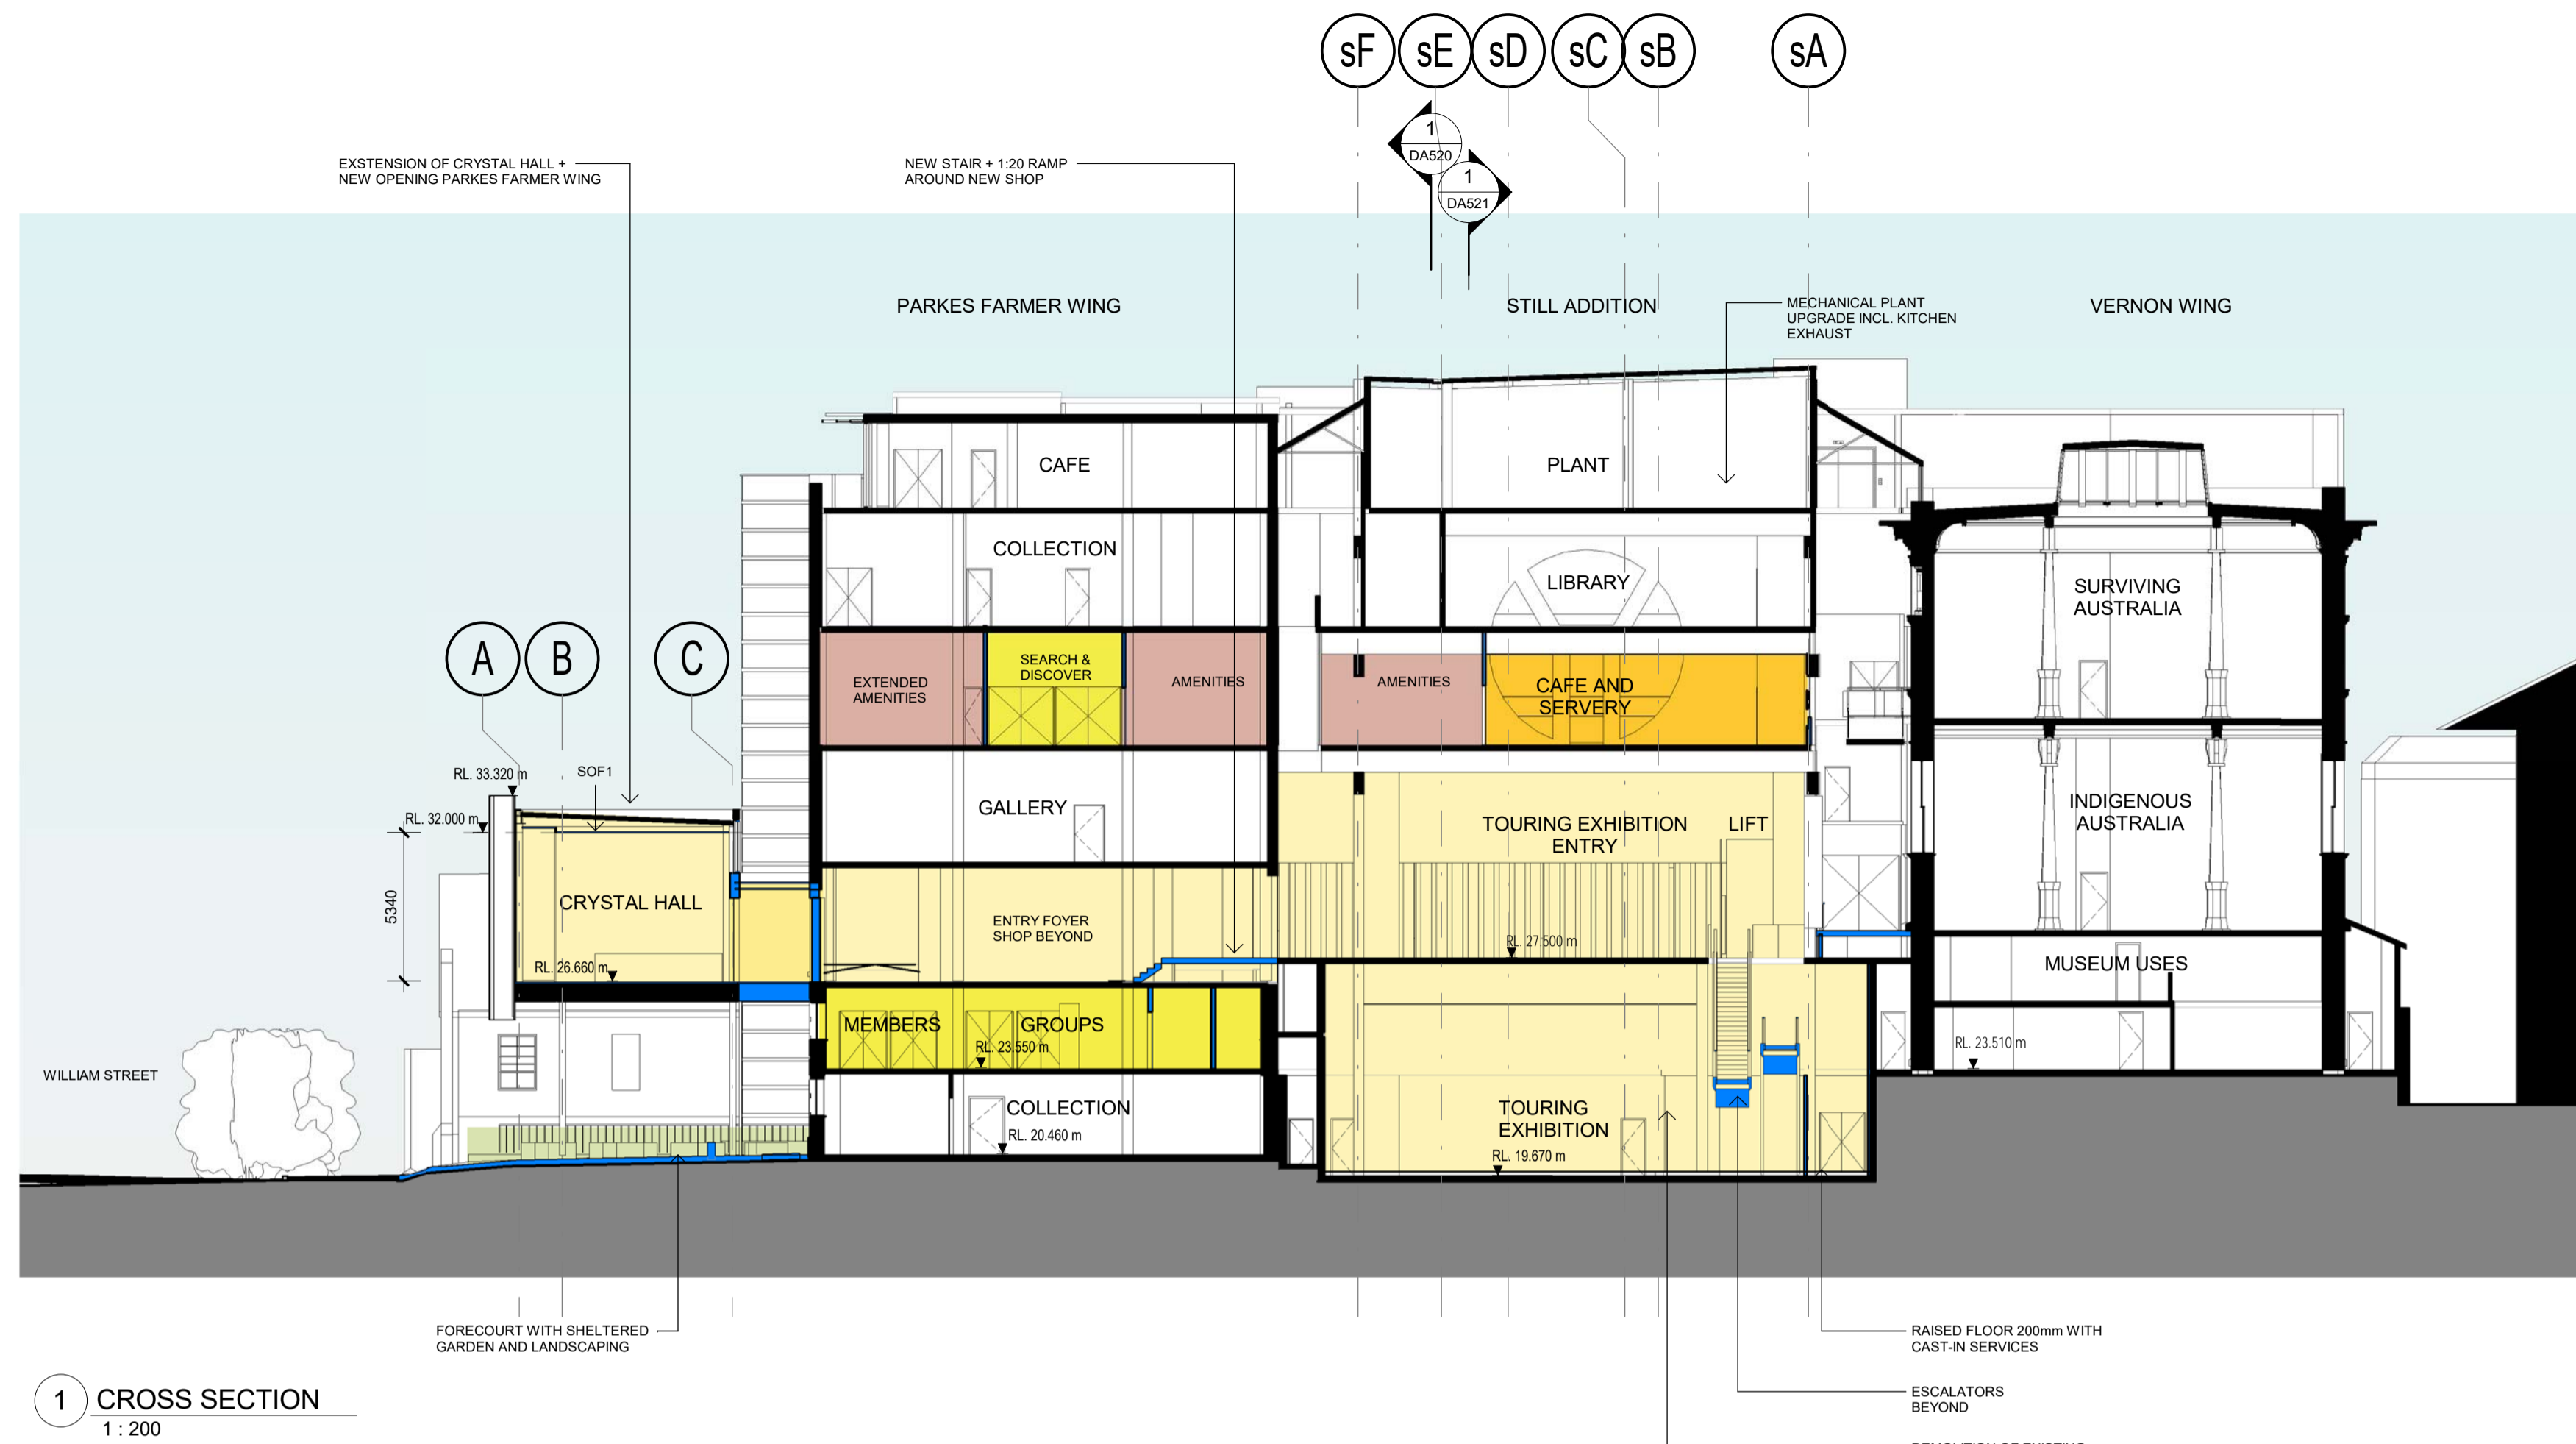 sF
sE
sD
sC
sB
sA
1
DA520
1
DA521
EXSTENSION OF CRYSTAL HALL +
NEW OPENING PARKES FARMER WING
NEW STAIR + 1:20 RAMP
AROUND NEW SHOP
PARKES FARMER WING
STILL ADDITION
MECHANICAL PLANT
UPGRADE INCL. KITCHEN
EXHAUST
VERNON WING
CAFE
PLANT
COLLECTION
LIBRARY
SURVIVING
AUSTRALIA
A
B
C
EXTENDED
AMENITIES
SEARCH &
DISCOVER
AMENITIES
AMENITIES
CAFE AND
SERVERY
RL. 33.320 m
SOF1
RL. 32.000 m
GALLERY
TOURING EXHIBITION
ENTRY
LIFT
INDIGENOUS
AUSTRALIA
5340
CRYSTAL HALL
ENTRY FOYER
SHOP BEYOND
RL. 27.500 m
RL. 26.660 m
MUSEUM USES
MEMBERS
GROUPS
RL. 23.550 m
RL. 23.510 m
WILLIAM STREET
COLLECTION
RL. 20.460 m
TOURING
EXHIBITION
RL. 19.670 m
FORECOURT WITH SHELTERED
GARDEN AND LANDSCAPING
RAISED FLOOR 200mm WITH
CAST-IN SERVICES
ESCALATORS
BEYOND
1
CROSS SECTION
1 : 200